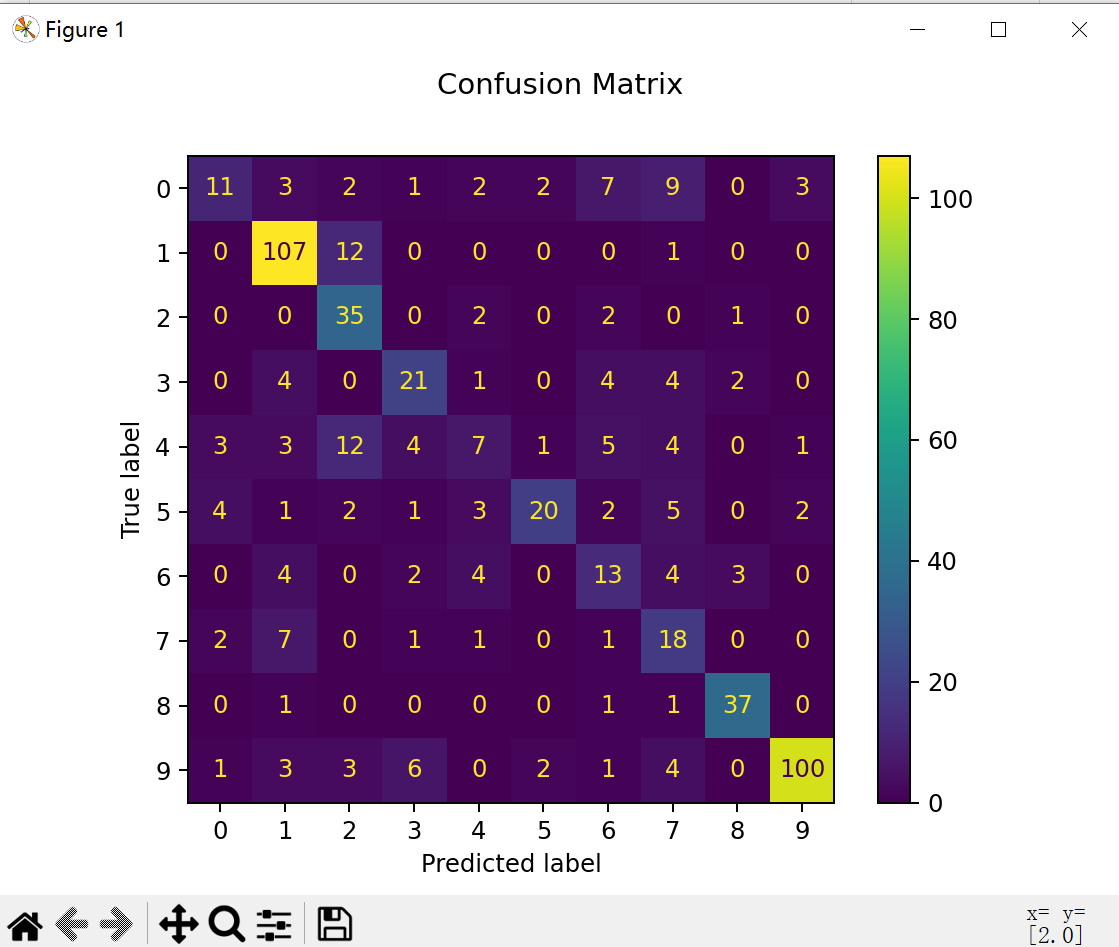 Figure 1
Confusion Matrix
0 11 3 2 1 2 2 7 9 0 3
1 0 107 12 0 0 0 0 1 0 0
2 0 0 35 0 2 0 2 0 1 0
3 0 4 0 21 1 0 4 4 2 0
4 3 3 12 4 7 1 5 4 0 1
5 4 1 2 1 3 20 2 5 0 2
6 0 4 0 2 4 0 13 4 3 0
7 2 7 0 1 1 0 1 18 0 0
8 0 1 0 0 0 0 1 1 37 0
9 1 3 3 6 0 2 1 4 0 100
0 1 2 3 4 5 6 7 8 9
True label
Predicted label
100
80
60
40
20
0
x= y=
[2.0]